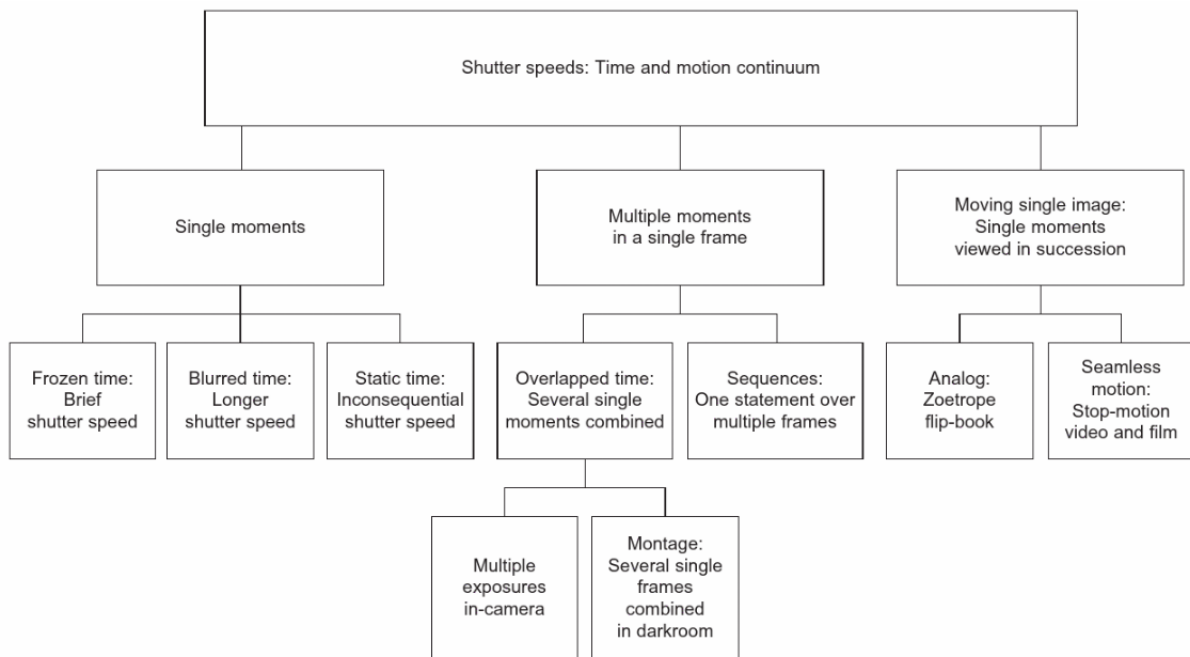 Shutter speeds: Time and motion continuum
Single moments
Multiple moments
in a single frame
Moving single image:
Single moments
viewed in succession
Frozen time:
Brief
shutter speed
Blurred time:
Longer
shutter speed
Static time:
Inconsequential
shutter speed
Overlapped time:
Several single
moments combined
Sequences:
One statement over
multiple frames
Analog:
Zoetrope
flip-book
Seamless
motion:
Stop-motion
video and film
Multiple
exposures
in-camera
Montage:
Several single
frames
combined
in darkroom